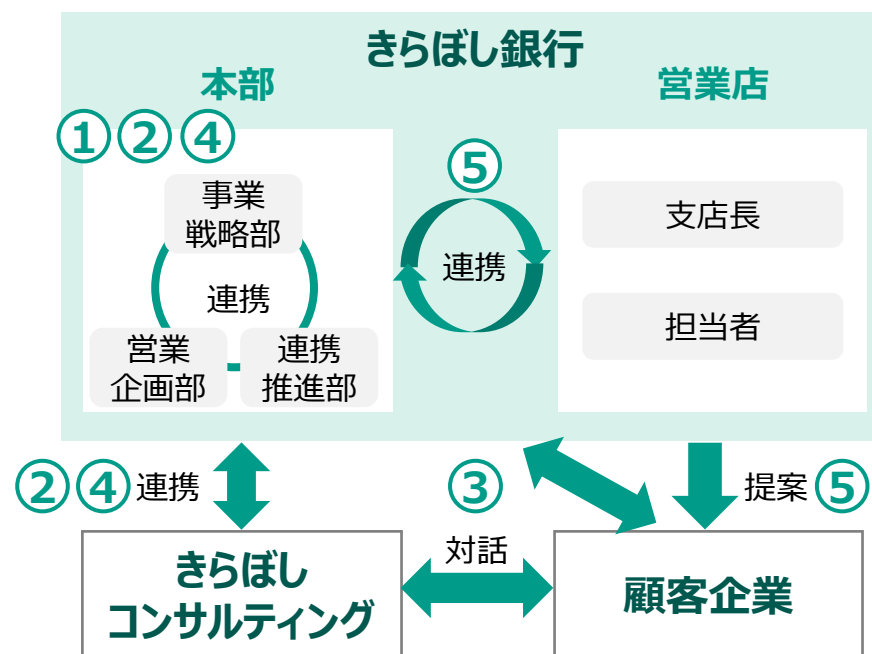 きらぼし銀行
本部
営業店
① ② ④
事業
戦略部
連携
営業
企画部
連携
推進部
⑤
連携
支店長
担当者
② ④ 連携
③
提案 ⑤
きらぼし
コンサルティング
対話
顧客企業